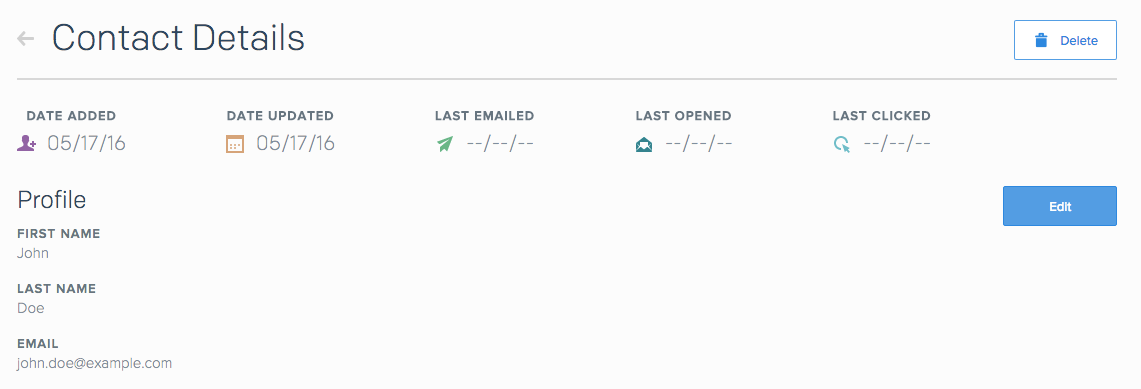 Contact Details
Delete
DATE ADDED DATE UPDATED LAST EMAILED LAST OPENED LAST CLICKED
05/17/16 05/17/16 --/--/-- --/--/-- --/--/--
Profile
Edit
FIRST NAME
John
LAST NAME
Doe
EMAIL
john.doe@example.com